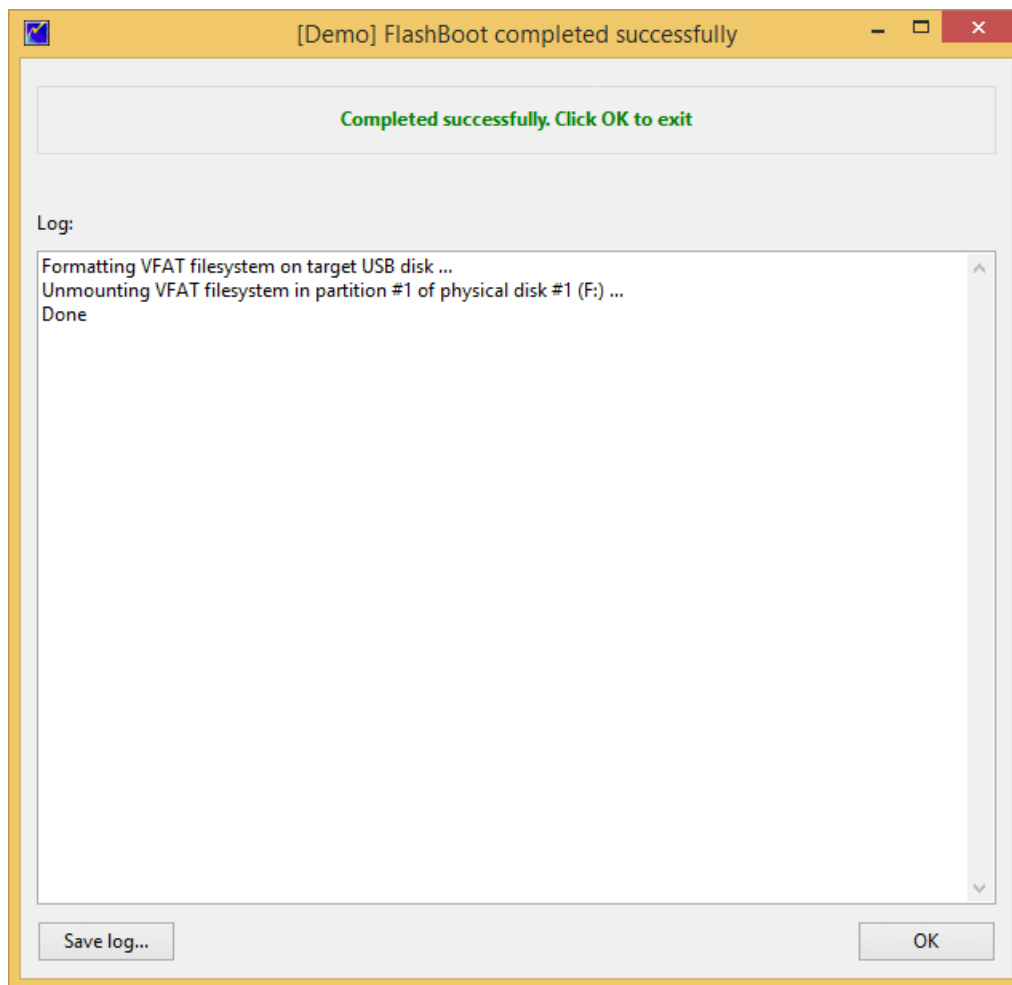 [Demo] FlashBoot completed successfully
Completed successfully. Click OK to exit
Log:
Formatting VFAT filesystem on target USB disk ...
Unmounting VFAT filesystem in partition #1 of physical disk #1 (F:) ...
Done
Save log...
OK